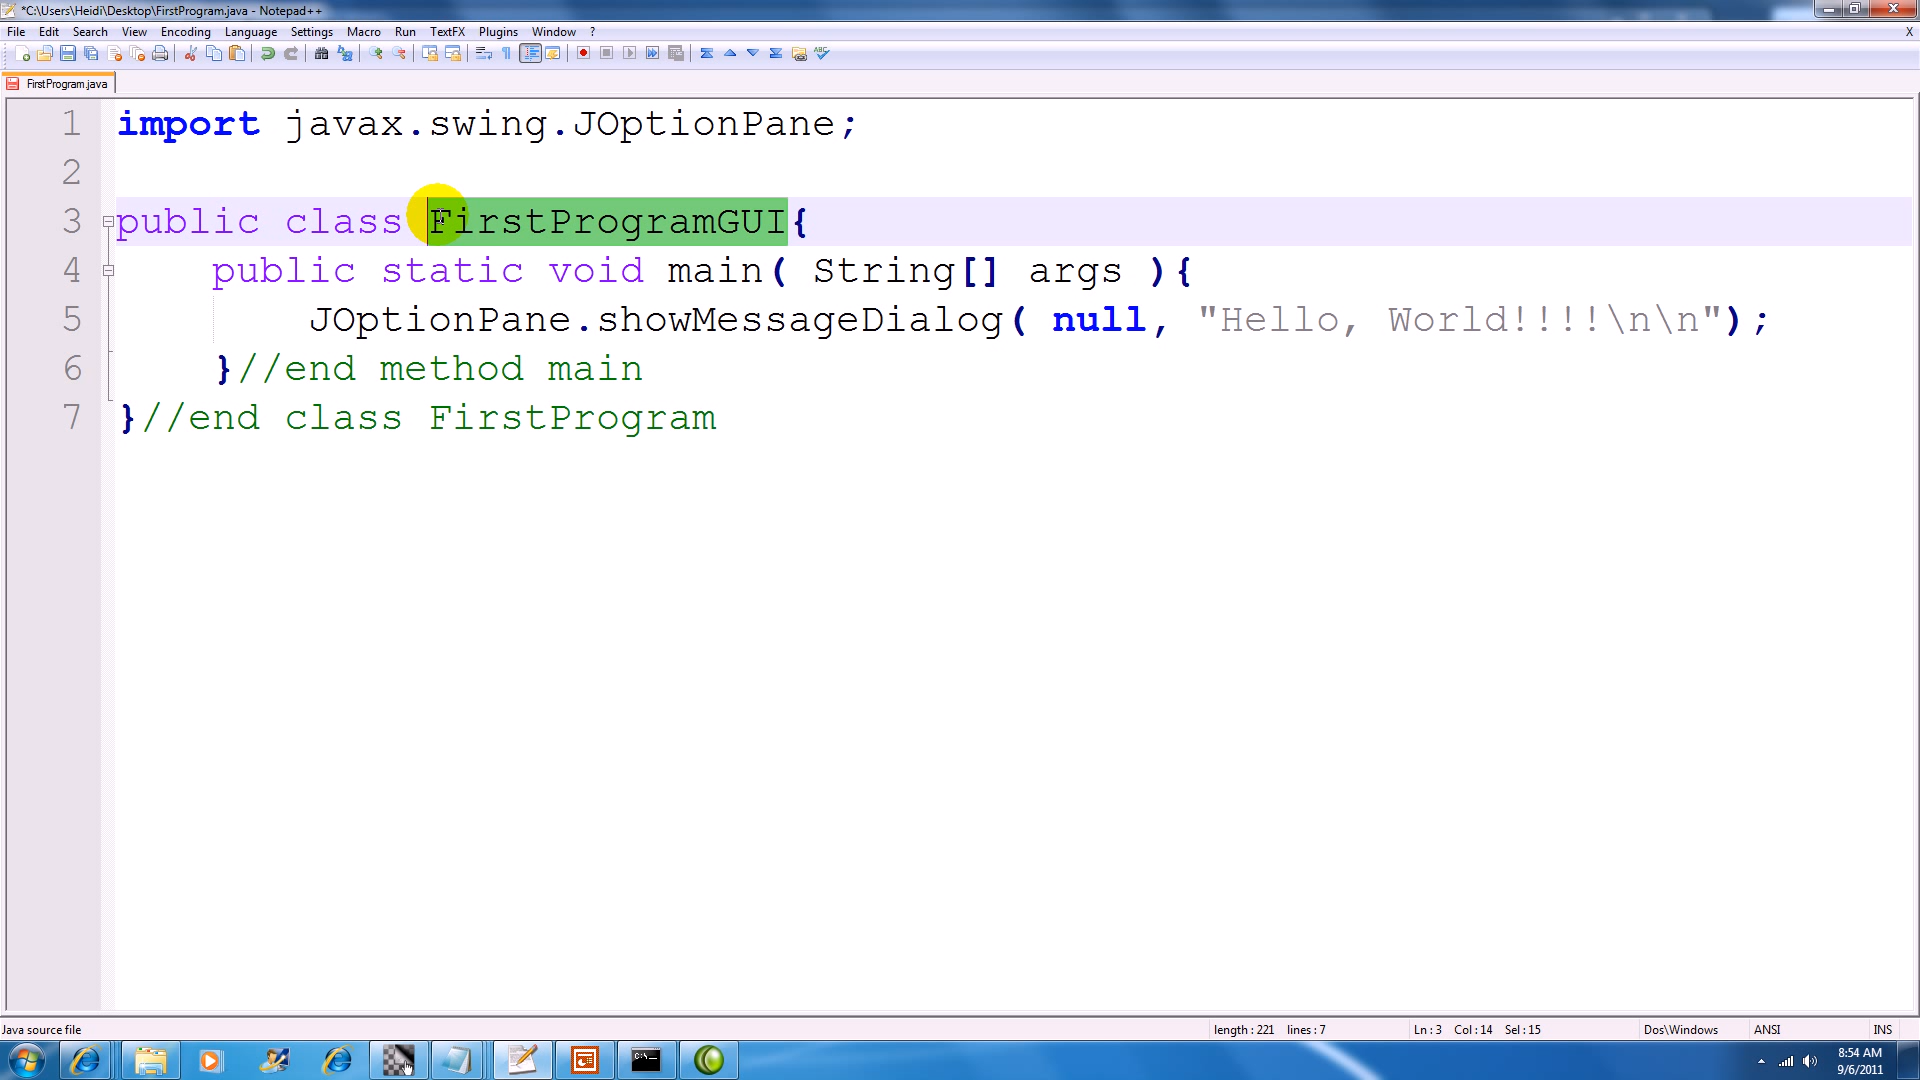 *C:\Users\Heidi\Desktop\FirstProgram.java - Notepad++
File Edit Search View Encoding Language Settings Macro Run TextFX Plugins Window ? X
FirstProgram.java
1 import javax.swing.JOptionPane;
2
3 public class FirstProgramGUI{
4 public static void main( String[] args ){
5 JOptionPane.showMessageDialog( null, "Hello, World!!!!\n\n");
6 }//end method main
7 }//end class FirstProgram
Java source file length : 221 lines : 7 Ln : 3 Col : 14 Sel : 15 Dos\Windows ANSI INS
8:54 AM
9/6/2011